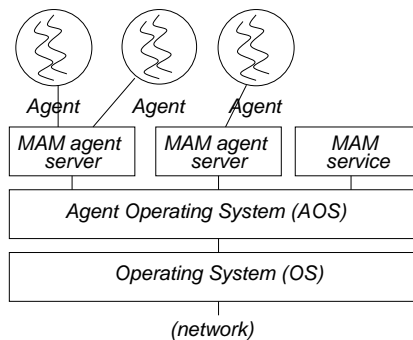 Agent Agent Agent
MAM agent server
MAM agent server
MAM service
Agent Operating System (AOS)
Operating System (OS)
(network)